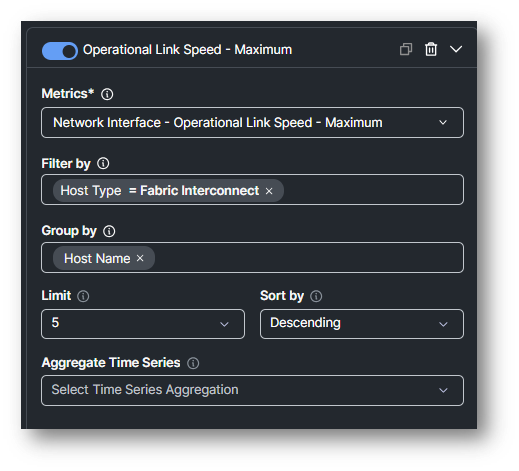 Operational Link Speed - Maximum
Metrics*
Network Interface - Operational Link Speed - Maximum
Filter by
Host Type = Fabric Interconnect ×
Group by
Host Name ×
Limit Sort by
5 Descending
Aggregate Time Series
Select Time Series Aggregation